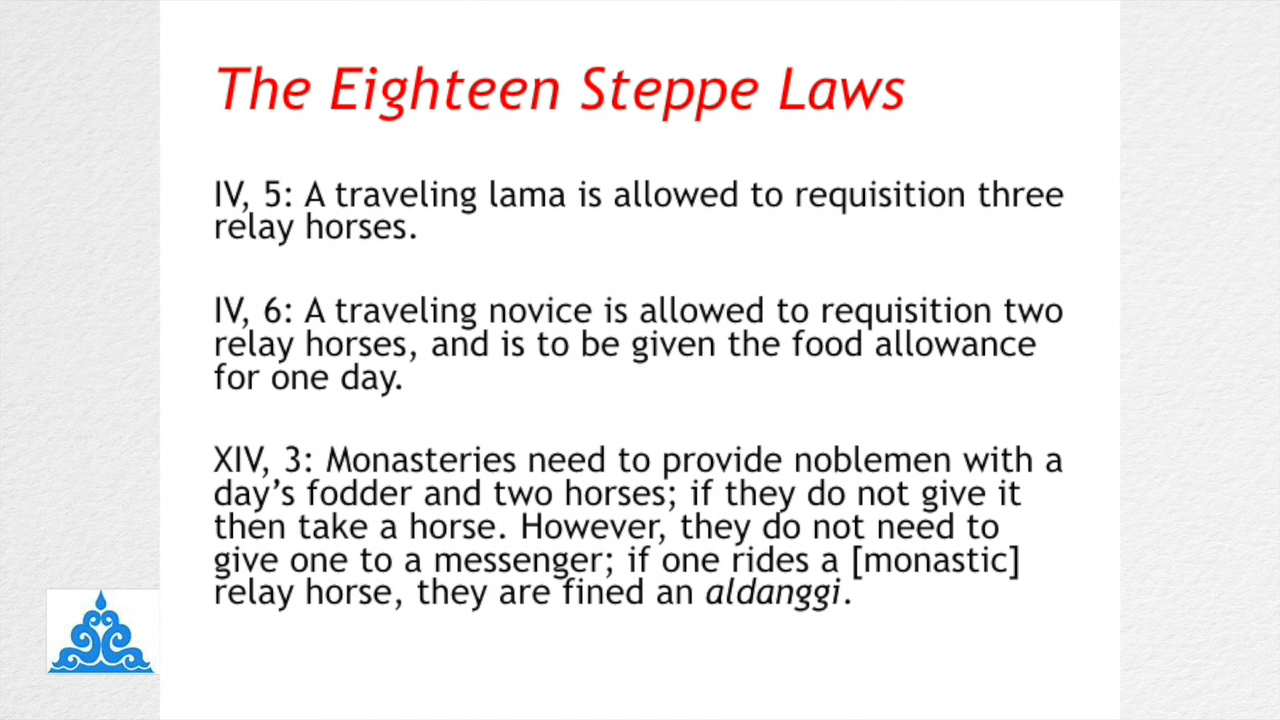 The Eighteen Steppe Laws
IV, 5: A traveling lama is allowed to requisition three
relay horses.
IV, 6: A traveling novice is allowed to requisition two
relay horses, and is to be given the food allowance
for one day.
XIV, 3: Monasteries need to provide noblemen with a
day’s fodder and two horses; if they do not give it
then take a horse. However, they do not need to
give one to a messenger; if one rides a [monastic]
relay horse, they are fined an aldanggi.